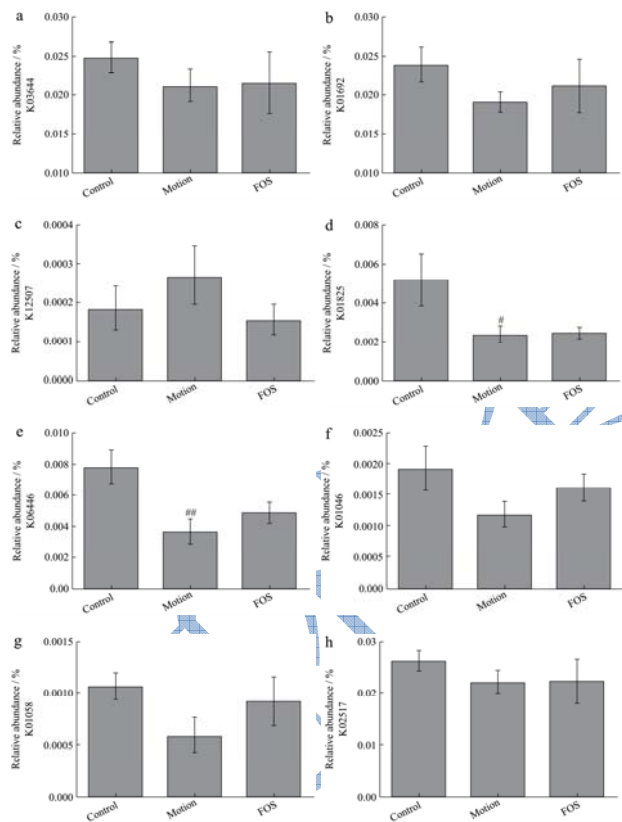 a
Relative abundance / %
K03644
0.030
0.025
0.020
0.015
0.010
Control
Motion
FOS
b
Relative abundance / %
K01692
0.030
0.025
0.020
0.015
0.010
Control
Motion
FOS
c
Relative abundance / %
K12507
0.0004
0.0003
0.0002
0.0001
0.0000
Control
Motion
FOS
d
Relative abundance / %
K01825
0.008
0.006
0.004
0.002
0.000
#
Control
Motion
FOS
e
Relative abundance / %
K06446
0.010
0.008
0.006
0.004
0.002
0.00
##
Control
Motion
FOS
f
Relative abundance / %
K01046
0.0025
0.0020
0.0015
0.0010
0.0005
0.000
Control
Motion
FOS
g
Relative abundance / %
K01058
0.0015
0.0010
0.0005
0.000
Control
Motion
FOS
h
Relative abundance / %
K02517
0.03
0.02
0.01
0.00
Control
Motion
FOS